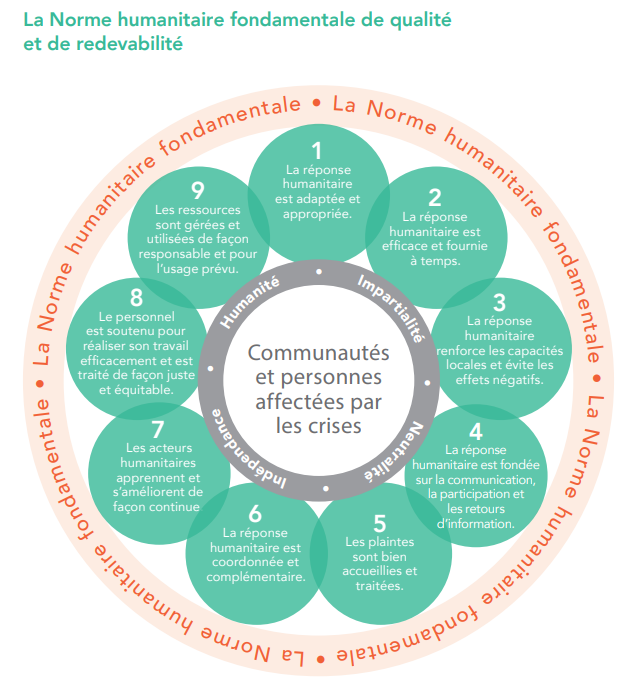 La Norme humanitaire fondamentale de qualité
et de redevabilité
La Norme humanitaire fondamentale • La Norme humanitaire fondamentale • La Norme humanitaire fondamentale • La Norme humanitaire fondamentale •
1
La réponse
humanitaire
est adaptée et
appropriée.
2
La réponse
humanitaire est
efficace et fournie
à temps.
3
La réponse
humanitaire
renforce les capacités
locales et évite les
effets négatifs.
4
La réponse
humanitaire est fondée
sur la communication,
la participation et
les retours
d'information.
5
Les plaintes
sont bien
accueillies et
traitées.
6
La réponse
humanitaire est
coordonnée et
complémentaire.
7
Les acteurs
humanitaires
apprennent et
s'améliorent de
façon continue
8
Le personnel
est soutenu pour
réaliser son travail
efficacement et est
traité de façon juste
et équitable.
9
Les ressources
sont gérées et
utilisées de façon
responsable et pour
l'usage prévu.
Humanité • Impartialité • Neutralité • Indépendance •
Communautés
et personnes
affectées par
les crises